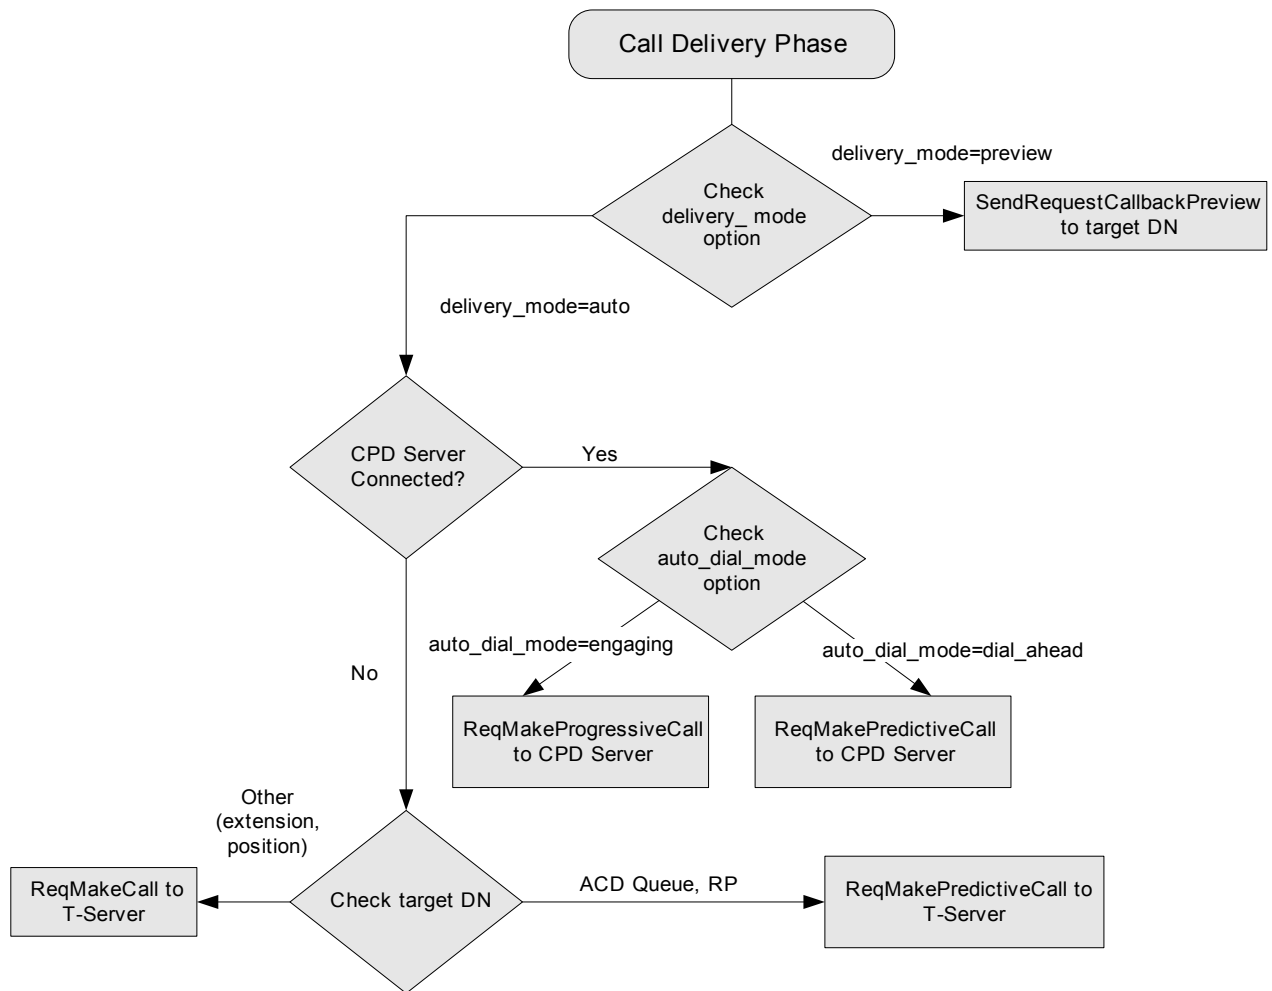 Call Delivery Phase
delivery_mode=preview
Check
delivery_ mode
option
SendRequestCallbackPreview
to target DN
delivery_mode=auto
CPD Server
Connected?
Yes
Check
auto_dial_mode
option
auto_dial_mode=engaging
auto_dial_mode=dial_ahead
No
ReqMakeProgressiveCall
to CPD Server
ReqMakePredictiveCall
to CPD Server
Other
(extension,
position)
ReqMakeCall to
T-Server
Check target DN
ACD Queue, RP
ReqMakePredictiveCall to
T-Server